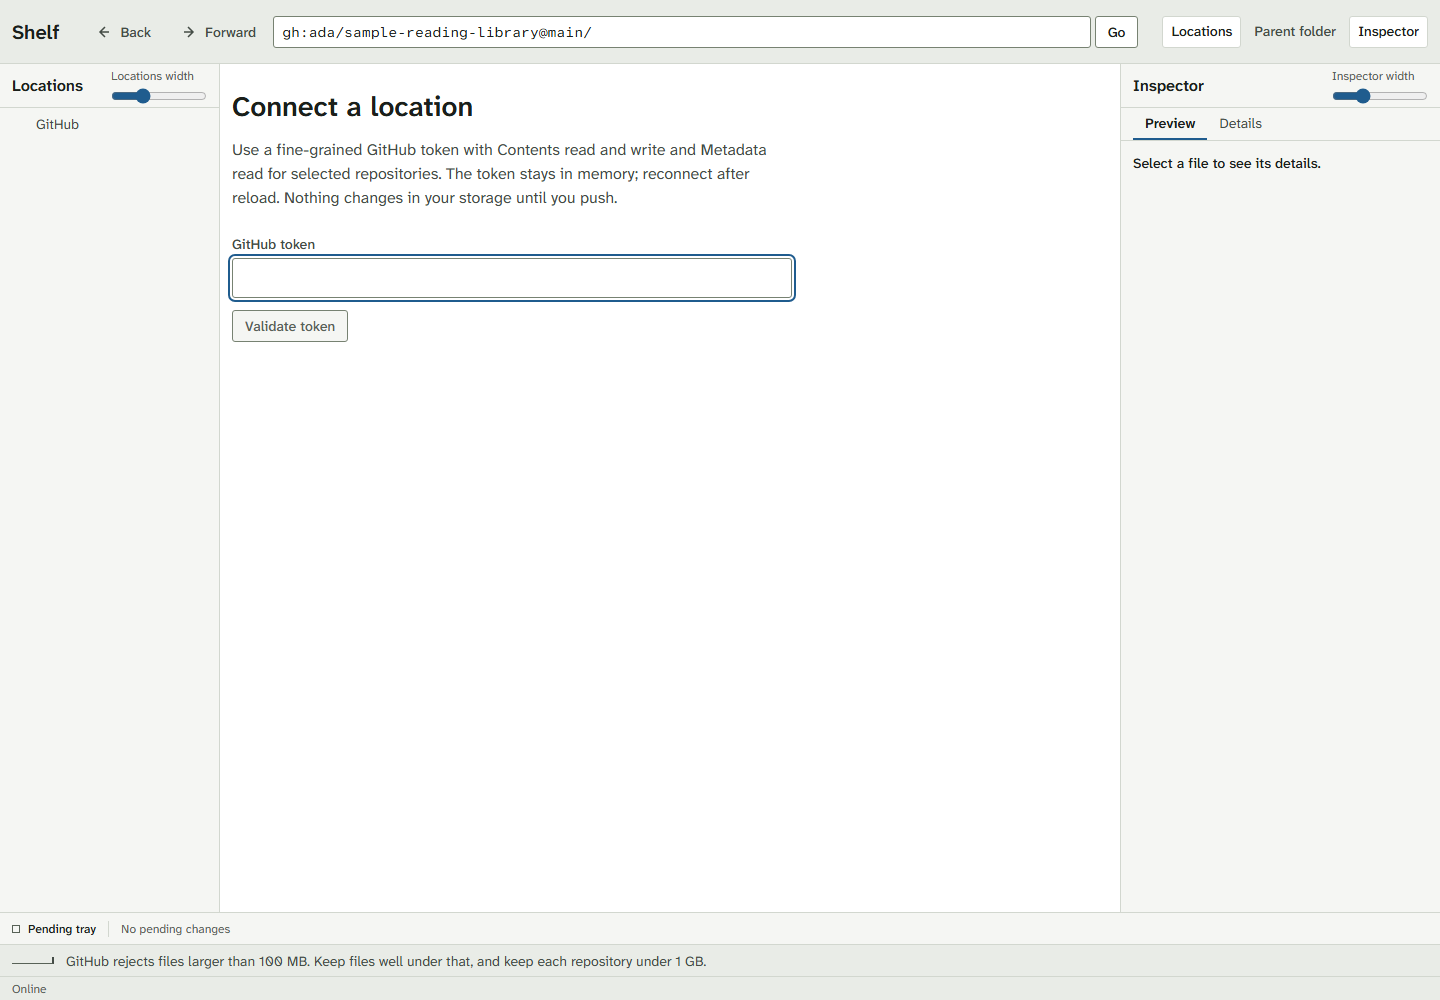 Shelf
Back
Forward
gh:ada/sample-reading-library@main/
Go
Locations
Parent folder
Inspector
Locations
Locations width
GitHub
Connect a location
Use a fine-grained GitHub token with Contents read and write and Metadata
read for selected repositories. The token stays in memory; reconnect after
reload. Nothing changes in your storage until you push.
GitHub token
Validate token
Inspector
Inspector width
Preview
Details
Select a file to see its details.
Pending tray
No pending changes
GitHub rejects files larger than 100 MB. Keep files well under that, and keep each repository under 1 GB.
Online